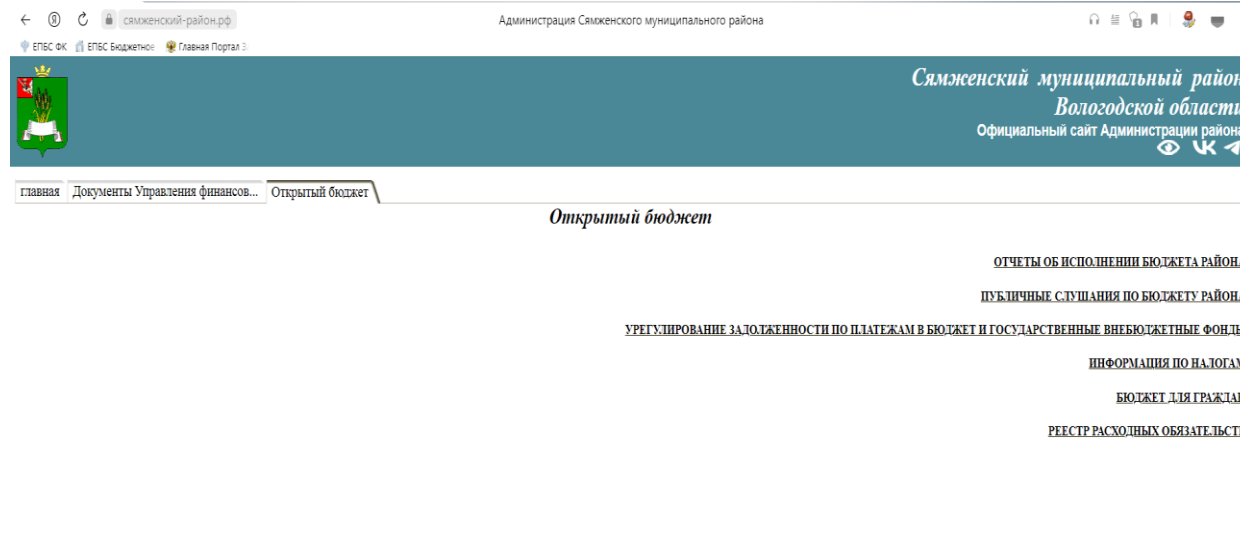 сямженский-район.рф Администрация Сямженского муниципального района
ЕПБС ФК ЕПБС Бюджетное Главная Портал З
Сямженский муниципальный район
Вологодской области
Официальный сайт Администрации района
главная Документы Управления финансов... Открытый бюджет
Открытый бюджет
ОТЧЕТЫ ОБ ИСПОЛНЕНИИ БЮДЖЕТА РАЙОНА
ПУБЛИЧНЫЕ СЛУШАНИЯ ПО БЮДЖЕТУ РАЙОНА
УРЕГУЛИРОВАНИЕ ЗАДОЛЖЕННОСТИ ПО ПЛАТЕЖАМ В БЮДЖЕТ И ГОСУДАРСТВЕННЫЕ ВНЕБЮДЖЕТНЫЕ ФОНДЫ
ИНФОРМАЦИЯ ПО НАЛОГАМ
БЮДЖЕТ ДЛЯ ГРАЖДАН
РЕЕСТР РАСХОДНЫХ ОБЯЗАТЕЛЬСТ